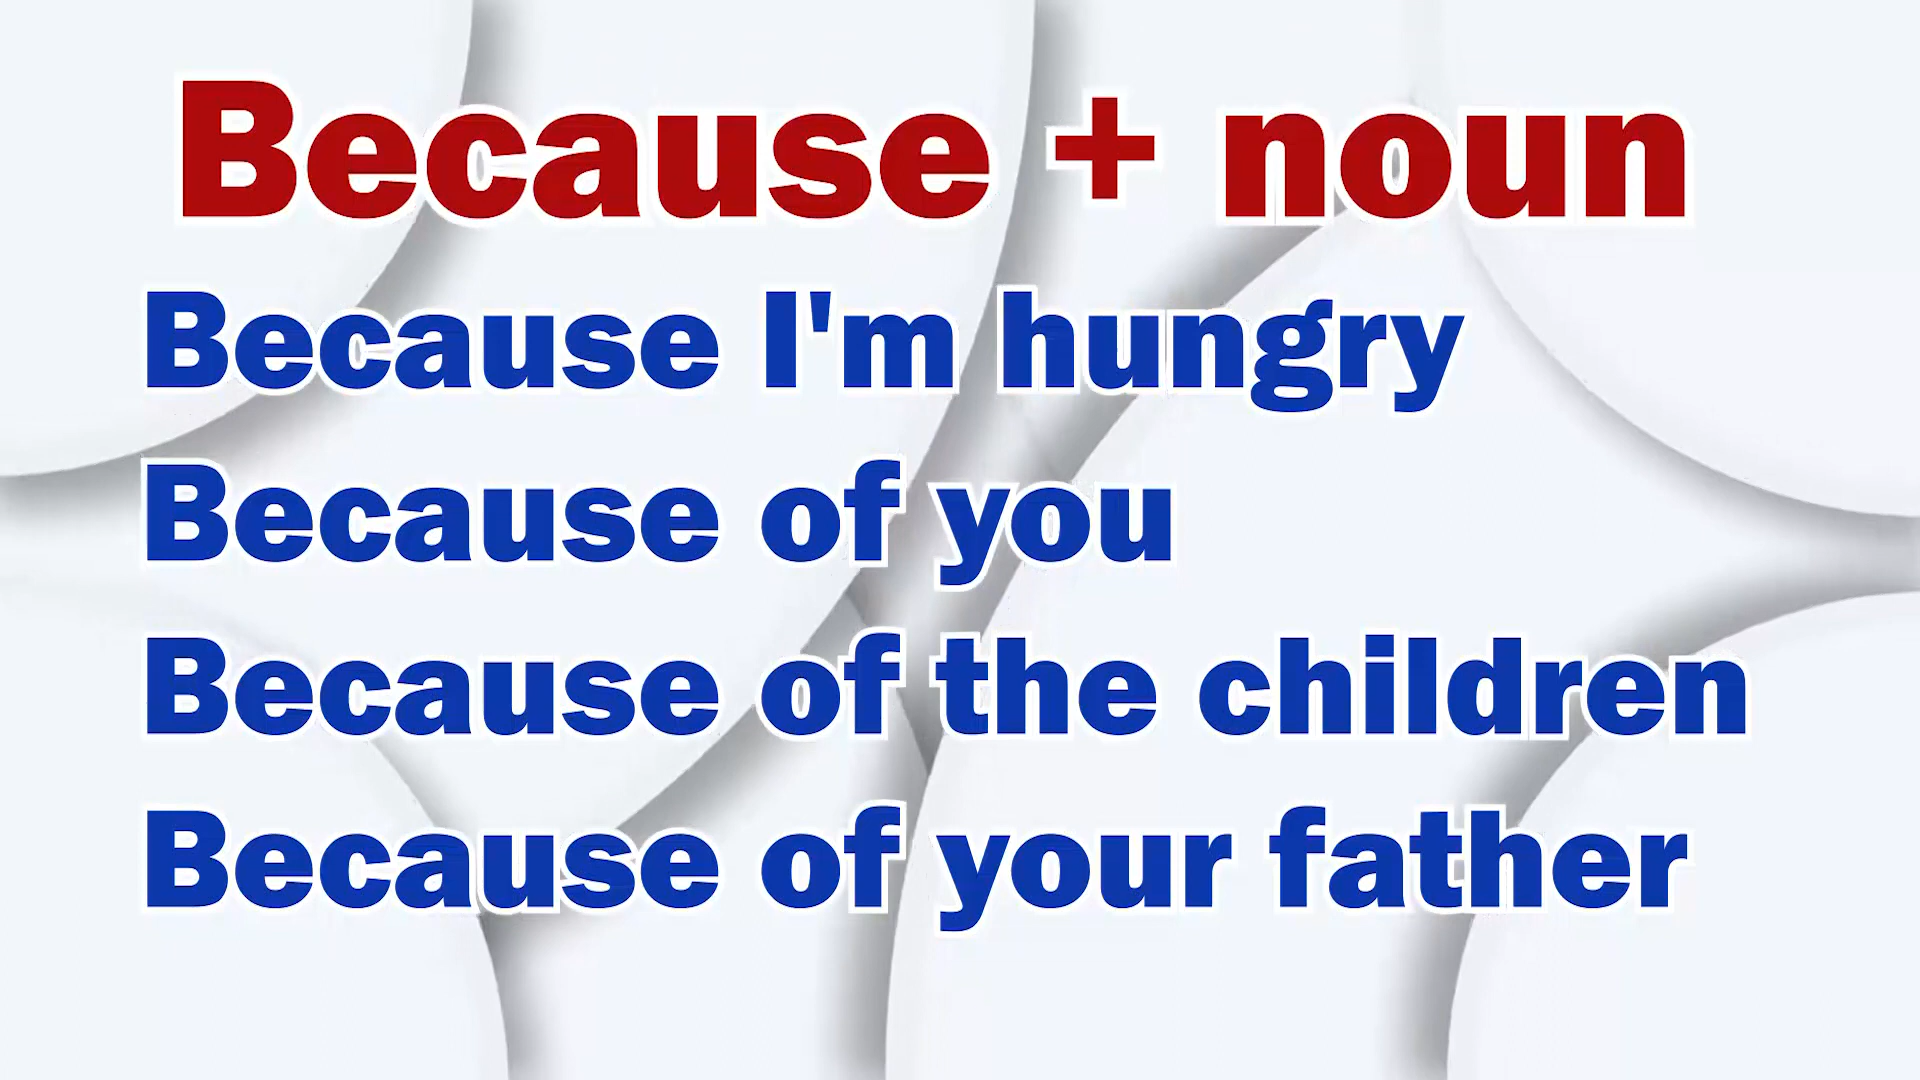 Because + noun
Because I'm hungry
Because of you
Because of the children
Because of your father